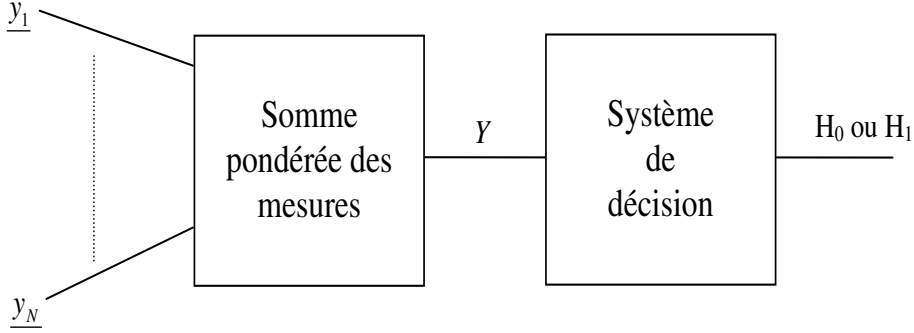 y1
Somme
pondérée des
mesures
Y
Système
de
décision
H0 ou H1
yN